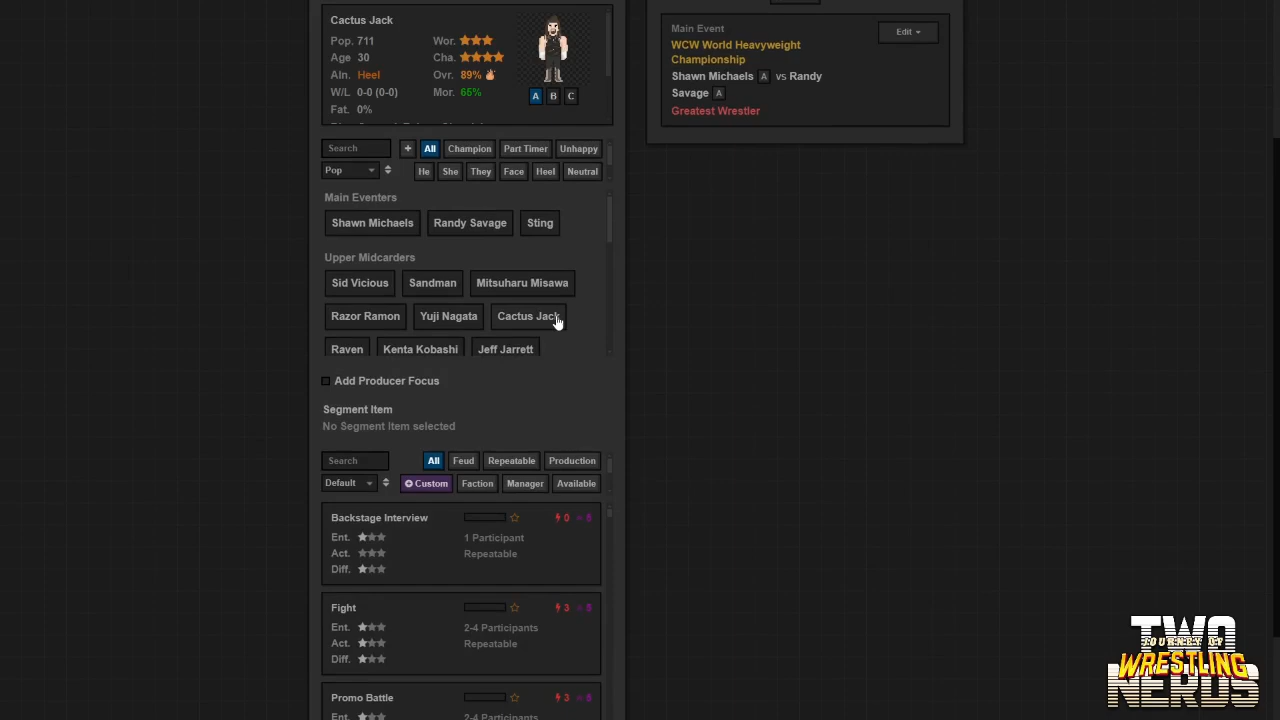 Cactus Jack
Pop. 711
Wor.
Age 30
Cha.
Aln. Heel
Ovr. 89%
W/L 0-0 (0-0)
Mor. 65%
Fat. 0%
A B C
Search
+ All Champion Part Timer Unhappy
Pop
He She They Face Heel Neutral
Main Eventers
Shawn Michaels Randy Savage Sting
Upper Midcarders
Sid Vicious Sandman Mitsuharu Misawa
Razor Ramon Yuji Nagata Cactus Jack
Raven Kenta Kobashi Jeff Jarrett
Add Producer Focus
Segment Item
No Segment Item selected
Search
All Feud Repeatable Production
Default
Custom Faction Manager Available
Backstage Interview
0
6
Ent.
1 Participant
Act.
Repeatable
Diff.
Fight
3
Ent.
2-4 Participants
Act.
Repeatable
Diff.
Promo Battle
3
Ent.
2-4 Participants
Main Event
Edit
WCW World Heavyweight
Championship
Shawn Michaels A vs Randy
Savage A
Greatest Wrestler
TWO
JOURNEY OF
WRESTLING
NERDS